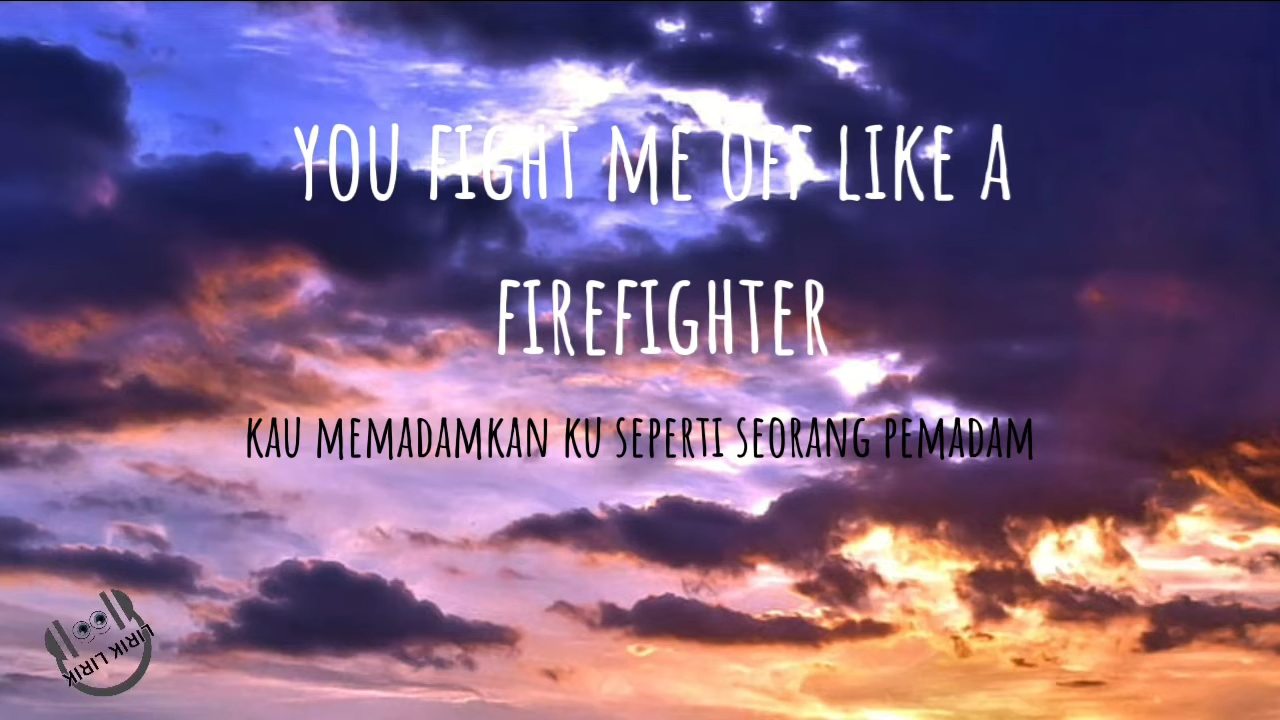 YOU FIGHT ME OFF LIKE A
FIREFIGHTER
KAU MEMADAMKAN KU SEPERTI SEORANG PEMADAM
LIRIK LIRIK